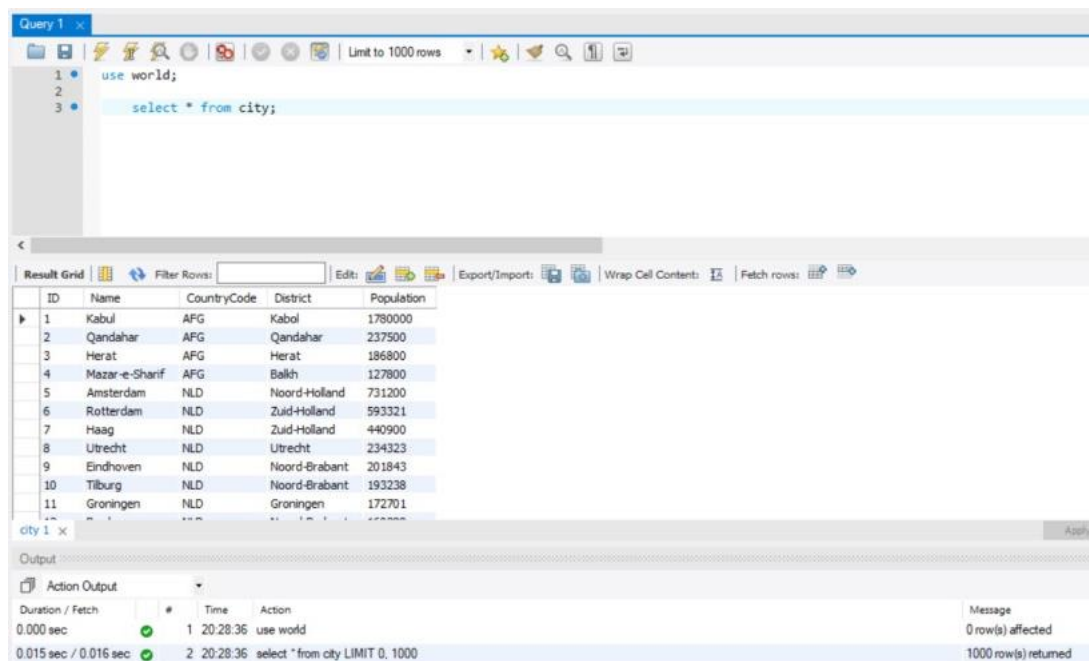 Query 1
Limit to 1000 rows
1 use world;
2
3 select * from city;
Result Grid Filter Rows: Edit: Export/Import: Wrap Cell Content: Fetch rows:
ID Name CountryCode District Population
1 Kabul AFG Kabol 1780000
2 Qandahar AFG Qandahar 237500
3 Herat AFG Herat 186800
4 Mazar-e-Sharif AFG Balkh 127800
5 Amsterdam NLD Noord-Holland 731200
6 Rotterdam NLD Zuid-Holland 593321
7 Haag NLD Zuid-Holland 440900
8 Utrecht NLD Utrecht 234323
9 Eindhoven NLD Noord-Brabant 201843
10 Tilburg NLD Noord-Brabant 193238
11 Groningen NLD Groningen 172701
city 1
Apply
Output
Action Output
Duration / Fetch # Time Action Message
0.000 sec 1 20:28:36 use world 0 row(s) affected
0.015 sec / 0.016 sec 2 20:28:36 select * from city LIMIT 0, 1000 1000 row(s) returned